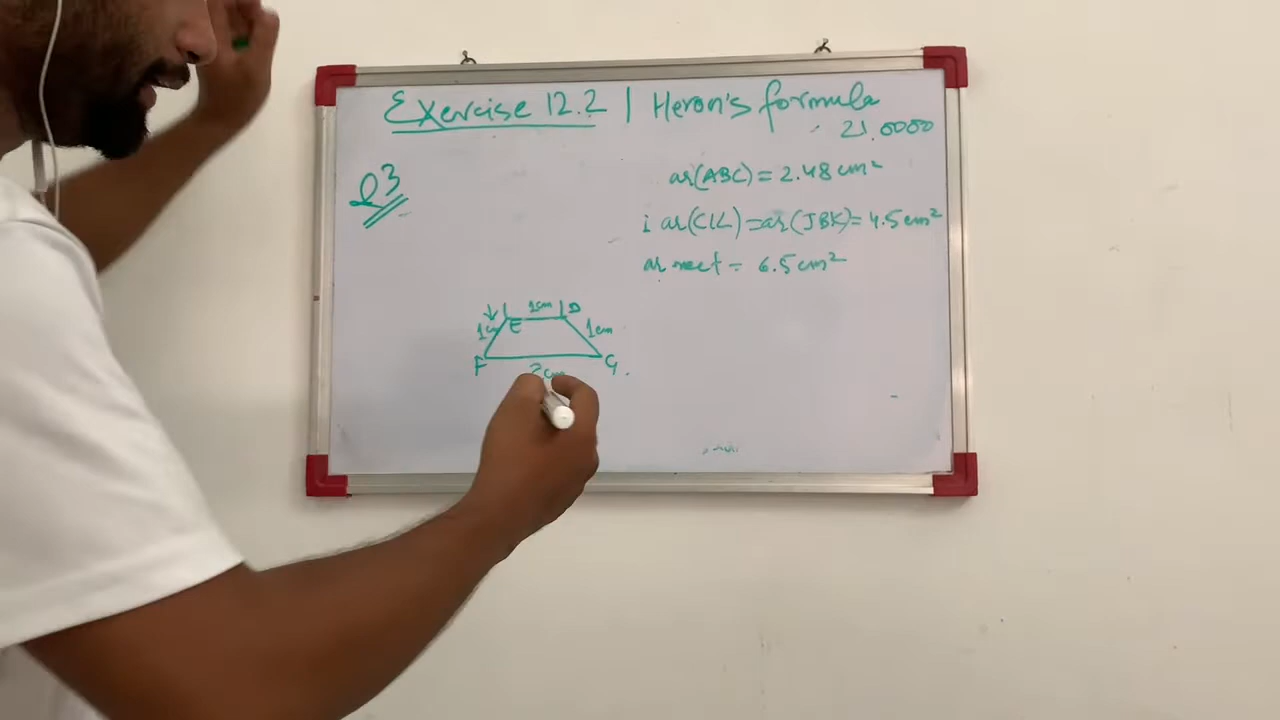 Exercise 12.2 | Heron's formula
21.0000
Q3
ar(ABC) = 2.48 cm²
ar(CIL) = ar(JBK) = 4.5 cm²
ar rect = 6.5 cm²
1cm D
E 1cm
F G
2cm